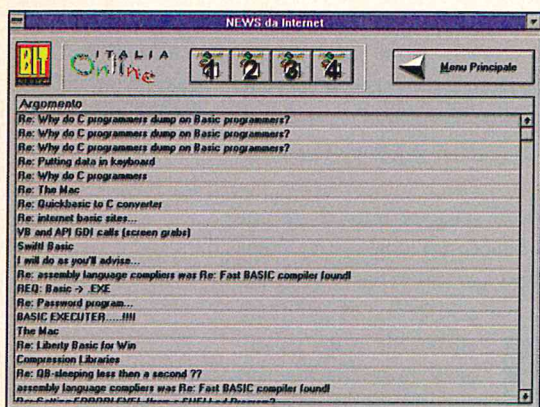 NEWS da Internet
BIT
ITALIA
Online
1 2 3 4
Menu Principale
Argomento
Re: Why do C programmers dump on Basic programmers?
Re: Why do C programmers dump on Basic programmers?
Re: Why do C programmers dump on Basic programmers?
Re: Putting data in keyboard
Re: Why do C programmers
Re: The Mac
Re: Quickbasic to C converter
Re: internet basic sites...
VB and API GDI calls (screen grabs)
Swift! Basic
I will do as you'll advise...
Re: assembly language compliers was Re: Fast BASIC compiler found!
REQ: Basic -> .EXE
Re: Password program...
BASIC EXECUTER.....!!!!
The Mac
Re: Liberty Basic for Win
Compression Libraries
Re: QB-sleeping less then a second ??
assembly language compliers was Re: Fast BASIC compiler found!